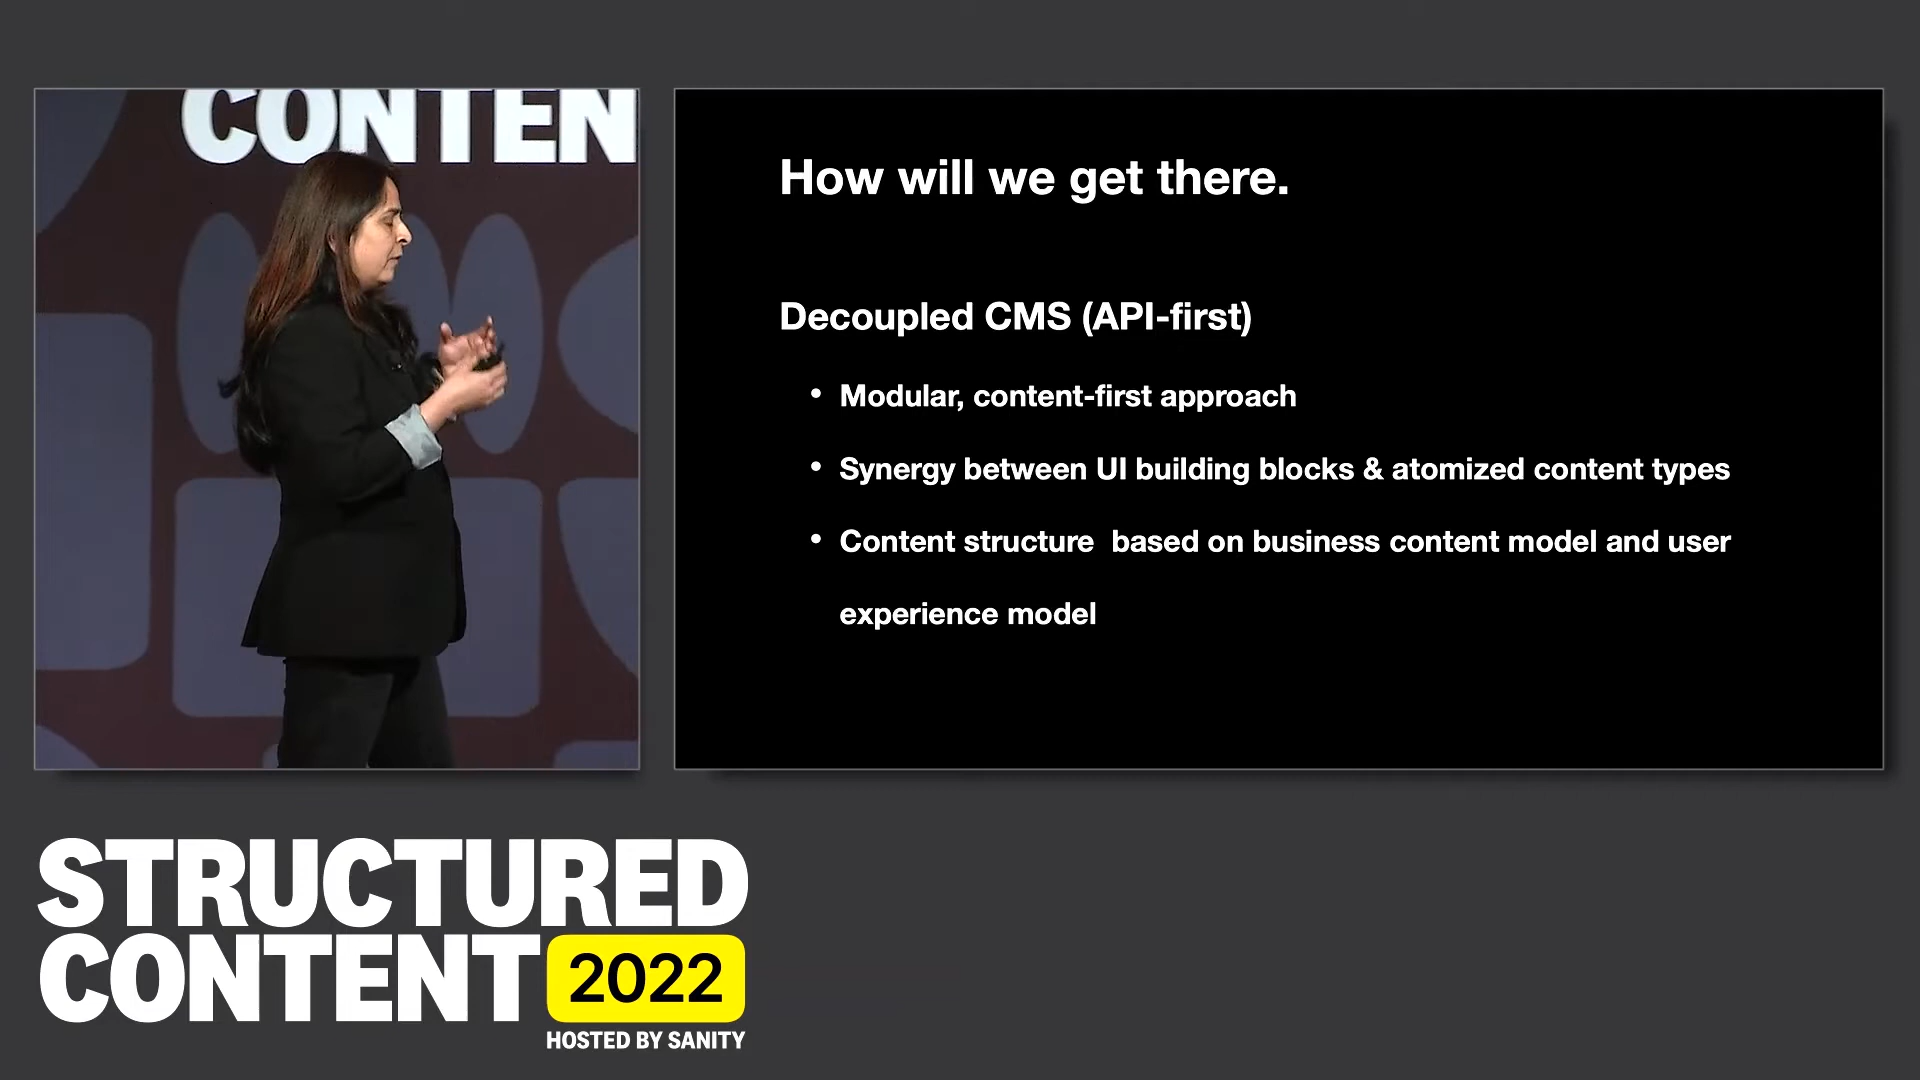 CONTEN
How will we get there.
Decoupled CMS (API-first)
• Modular, content-first approach
• Synergy between UI building blocks & atomized content types
• Content structure  based on business content model and user
experience model
STRUCTURED
CONTENT 2022
HOSTED BY SANITY